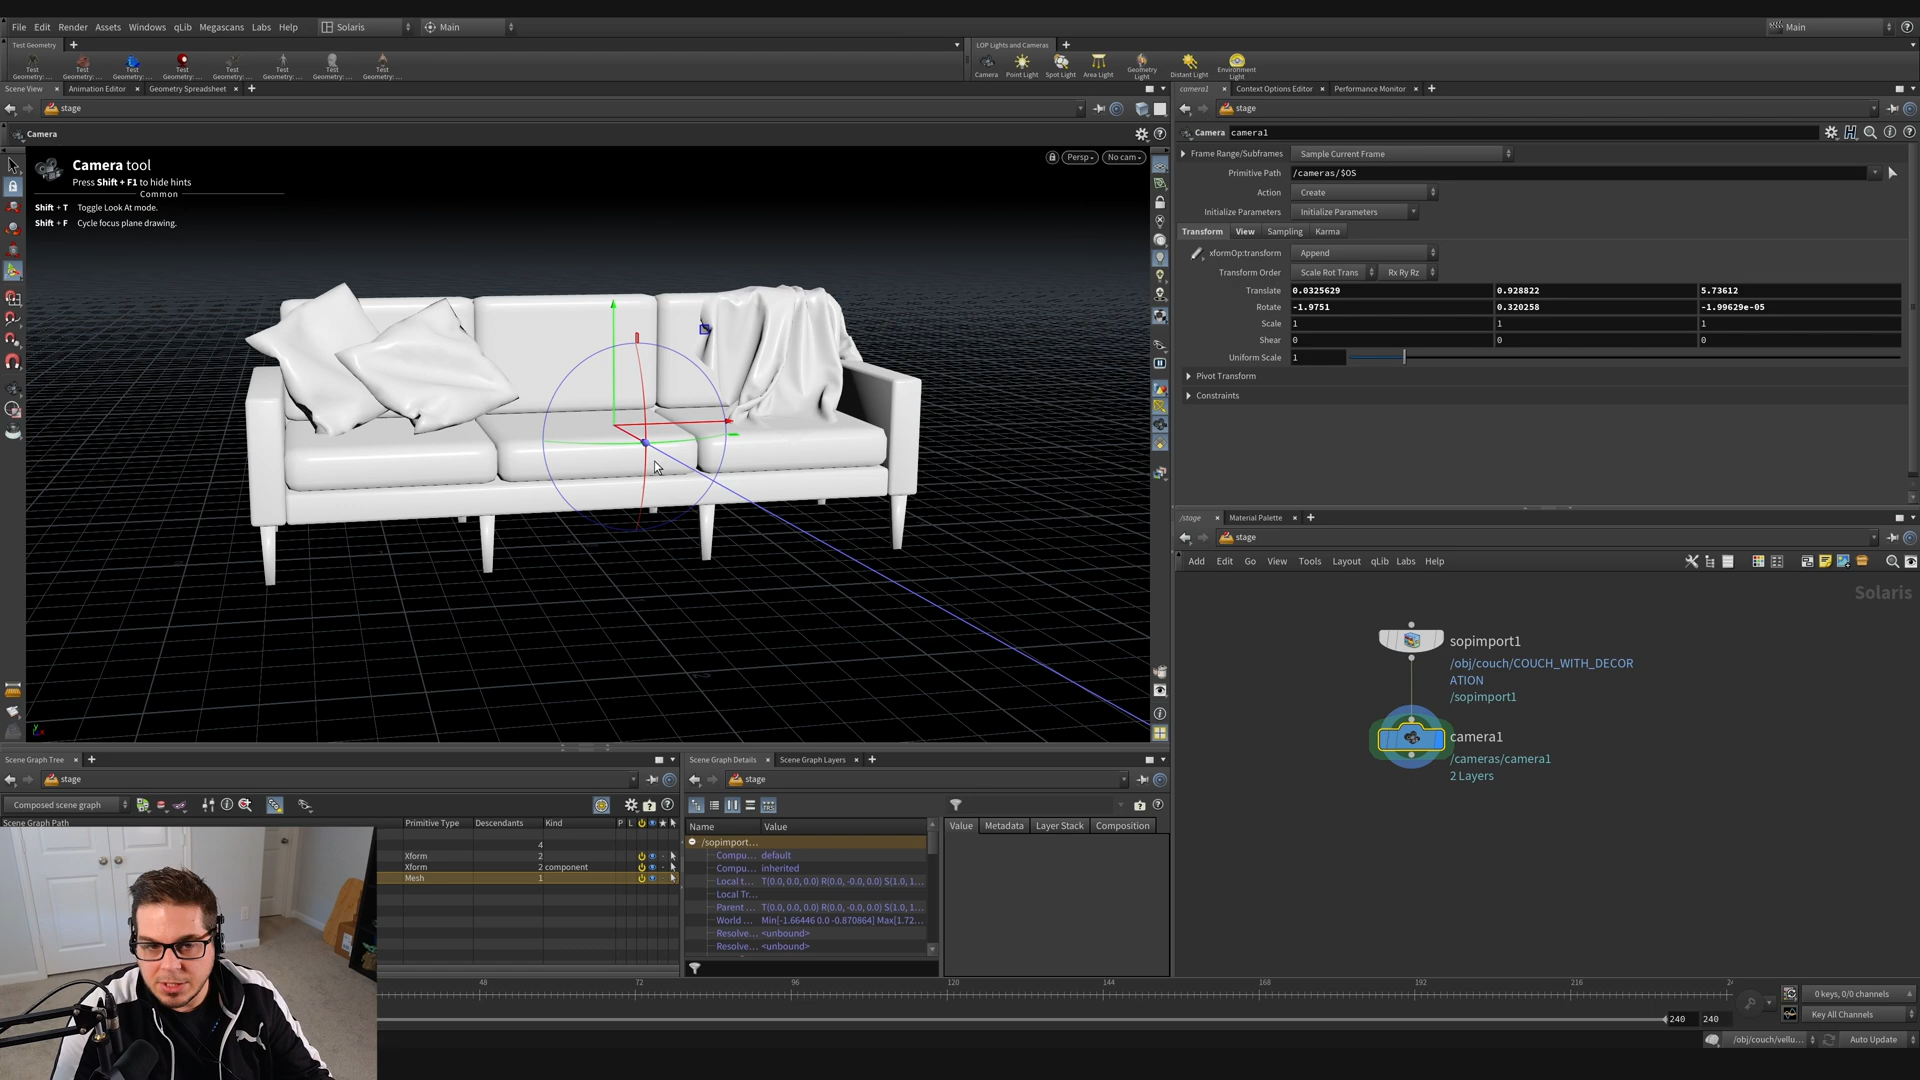 File Edit Render Assets Windows qLib Megascans Labs Help Solaris Main Main
Test Geometry
LOP Lights and Cameras
Test Geometry: ...
Test Geometry: ...
Test Geometry: ...
Test Geometry: ...
Test Geometry: ...
Test Geometry: ...
Test Geometry: ...
Test Geometry: ...
Camera Point Light Spot Light Area Light Geometry Light Distant Light Environment Light
Scene View Animation Editor Geometry Spreadsheet
stage
Camera
Camera tool
Press Shift + F1 to hide hints
Common
Shift + T Toggle Look At mode.
Shift + F Cycle focus plane drawing.
Persp No cam
camera1 Context Options Editor Performance Monitor
stage
Camera camera1
Frame Range/Subframes Sample Current Frame
Primitive Path /cameras/$OS
Action Create
Initialize Parameters Initialize Parameters
Transform View Sampling Karma
xformOp:transform Append
Transform Order Scale Rot Trans Rx Ry Rz
Translate 0.0325629 0.928822 5.73612
Rotate -1.9751 0.320258 -1.99629e-05
Scale 1 1 1
Shear 0 0 0
Uniform Scale 1
Pivot Transform
Constraints
/stage Material Palette
stage
Add Edit Go View Tools Layout qLib Labs Help
Solaris
sopimport1
/obj/couch/COUCH_WITH_DECOR
ATION
/sopimport1
camera1
/cameras/camera1
2 Layers
Scene Graph Tree
stage
Composed scene graph
Scene Graph Path Primitive Type Descendants Kind P L
4
Xform 2
Xform 2 component
Mesh 1
Scene Graph Details Scene Graph Layers
stage
Name Value
/sopimport...
Compu... default
Compu... inherited
Local t... T(0.0, 0.0, 0.0) R(0.0, -0.0, 0.0) S(1.0, 1...
Local Tr...
Parent ... T(0.0, 0.0, 0.0) R(0.0, -0.0, 0.0) S(1.0, 1...
World ... Min[-1.66446 0.0 -0.870864] Max[1.72...
Resolve... <unbound>
Resolve... <unbound>
Value Metadata Layer Stack Composition
48 72 96 120 144 168 192 216
240 240
0 keys, 0/0 channels
Key All Channels
/obj/couch/vellu... Auto Update